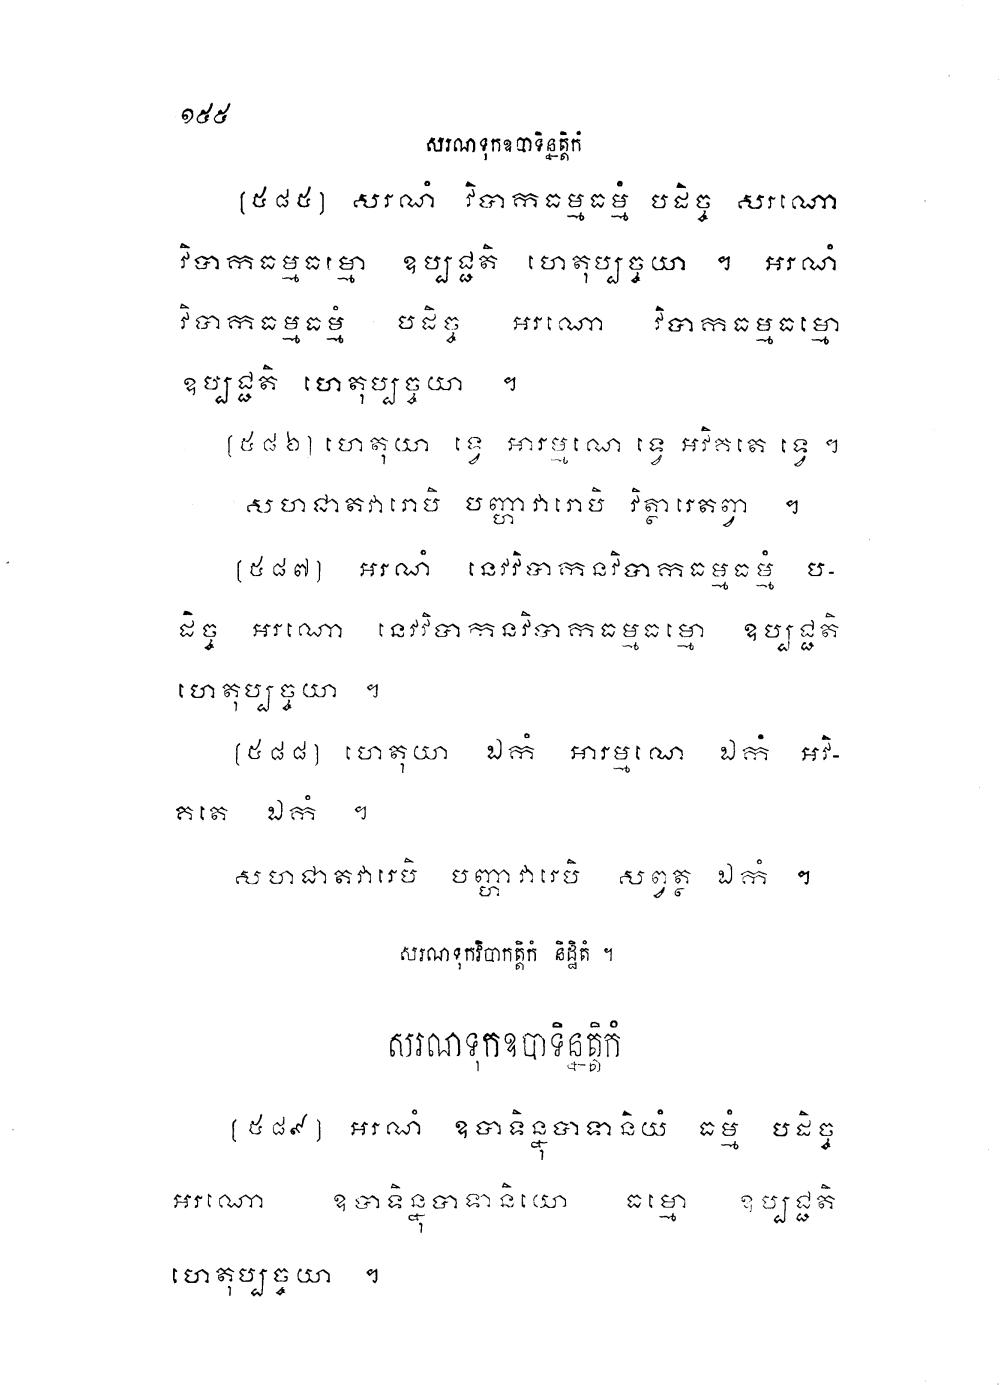 ១៥៥
សរណទុកឧបាទិន្នត្តិកំ
(៥៨៥) សរណំ វិបាកធម្មធម្មំ បដិច្ច សរណោ
វិបាកធម្មធម្មោ ឧប្បជ្ជតិ ហេតុប្បច្ចយា ។ អរណំ
វិបាកធម្មធម្មំ បដិច្ច អរណោ វិបាកធម្មធម្មោ
ឧប្បជ្ជតិ ហេតុប្បច្ចយា ។
(៥៨៦) ហេតុយា ទ្វេ អារម្មណេ ទ្វេ អវិគតេ ទ្វេ ។
សហជាតវារោបិ បញ្ហាវារោបិ វិត្ថារេតព្វា ។
(៥៨៧) អរណំ នេវវិបាកនវិបាកធម្មធម្មំ ប-
ដិច្ច អរណោ នេវវិបាកនវិបាកធម្មធម្មោ ឧប្បជ្ជតិ
ហេតុប្បច្ចយា ។
(៥៨៨) ហេតុយា ឯកំ អារម្មណេ ឯកំ អវិ-
គតេ ឯកំ ។
សហជាតវារេបិ បញ្ហាវារេបិ សព្វត្ថ ឯកំ ។
សរណទុកវិបាកត្តិកំ និដ្ឋិតំ ។
សរណទុកឧបាទិន្នត្តិកំ
(៥៨៩) អរណំ ឧបាទិន្នុបាទានិយំ ធម្មំ បដិច្ច
អរណោ ឧបាទិន្នុបាទានិយោ ធម្មោ ឧប្បជ្ជតិ
ហេតុប្បច្ចយា ។